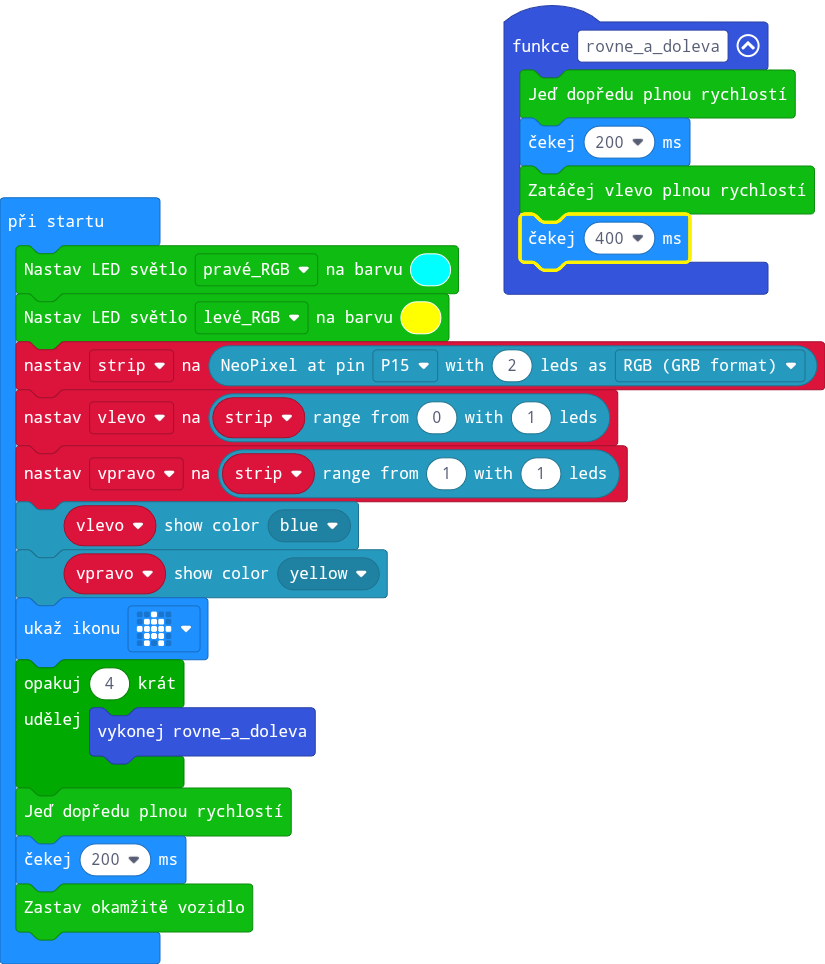 funkce rovne_a_doleva
Jeď dopředu plnou rychlostí
čekej 200 ms
Zatáčej vlevo plnou rychlostí
čekej 400 ms
při startu
Nastav LED světlo pravé_RGB na barvu
Nastav LED světlo levé_RGB na barvu
nastav strip na NeoPixel at pin P15 with 2 leds as RGB (GRB format)
nastav vlevo na strip range from 0 with 1 leds
nastav vpravo na strip range from 1 with 1 leds
vlevo show color blue
vpravo show color yellow
ukaž ikonu
opakuj 4 krát
udělej vykonej rovne_a_doleva
Jeď dopředu plnou rychlostí
čekej 200 ms
Zastav okamžitě vozidlo